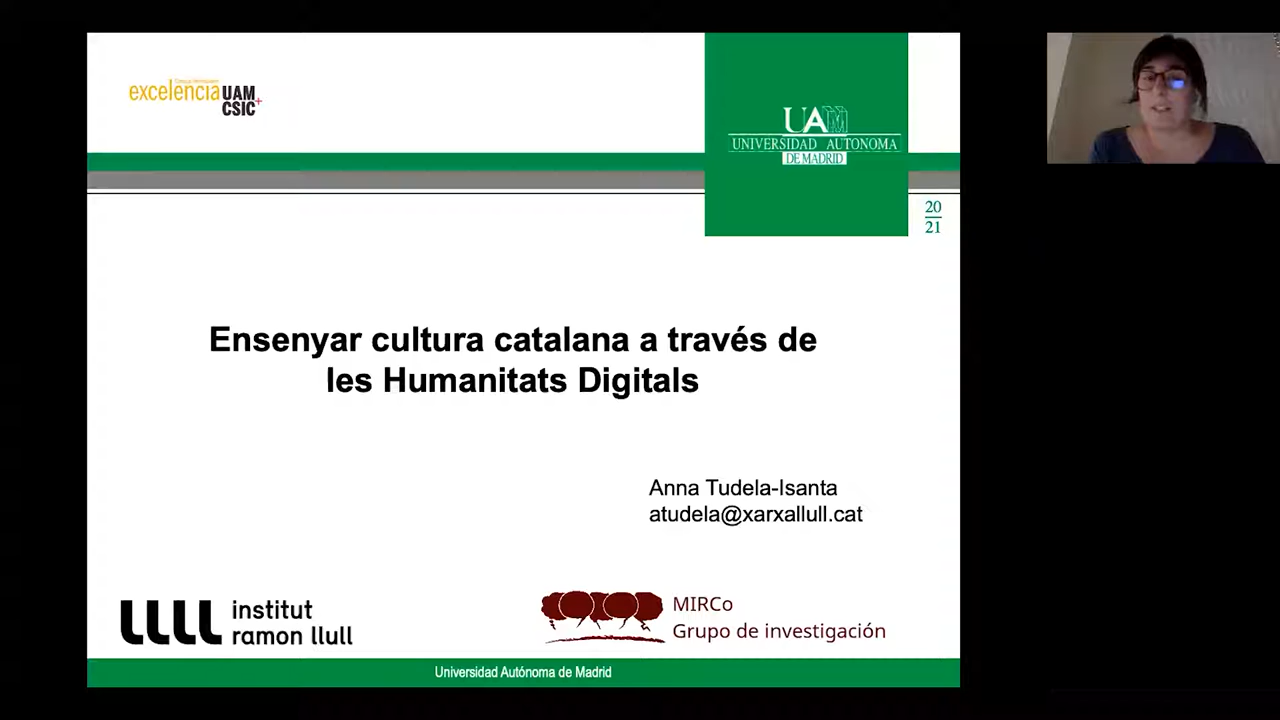 excelencia UAM
CSIC+
UAM
UNIVERSIDAD AUTONOMA
DE MADRID
20
21
Ensenyar cultura catalana a través de
les Humanitats Digitals
Anna Tudela-Isanta
atudela@xarxallull.cat
institut
ramon llull
MIRCo
Grupo de investigación
Universidad Autónoma de Madrid